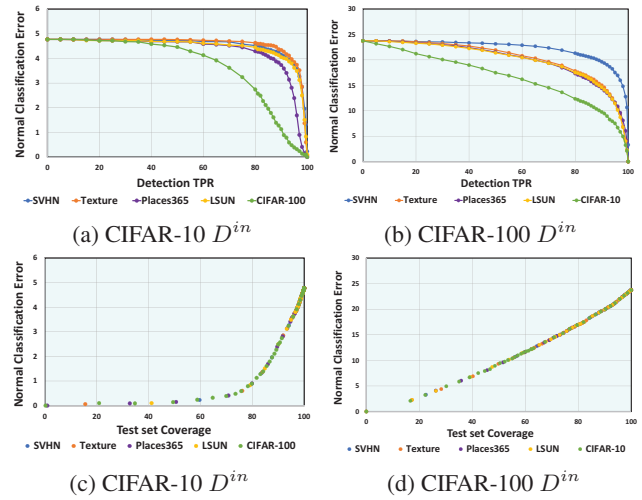 Normal Classification Error
6
5
4
3
2
1
0
0 20 40 60 80 100
Detection TPR
SVHN Texture Places365 LSUN CIFAR-100
(a) CIFAR-10 D^in
Normal Classification Error
30
25
20
15
10
5
0
0 20 40 60 80 100
Detection TPR
SVHN Texture Places365 LSUN CIFAR-10
(b) CIFAR-100 D^in
Normal Classification Error
6
5
4
3
2
1
0
0 20 40 60 80 100
Test set Coverage
SVHN Texture Places365 LSUN CIFAR-100
(c) CIFAR-10 D^in
Normal Classification Error
30
25
20
15
10
5
0
0 20 40 60 80 100
Test set Coverage
SVHN Texture Places365 LSUN CIFAR-10
(d) CIFAR-100 D^in